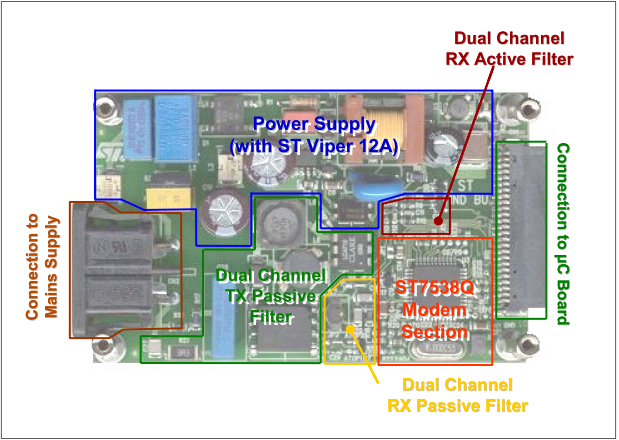 Dual Channel
RX Active Filter
Power Supply
(with ST Viper 12A)
ST
Connection to
Mains Supply
Connection to µC Board
Dual Channel
TX Passive
Filter
ST7538Q
Modem
Section
Dual Channel
RX Passive Filter